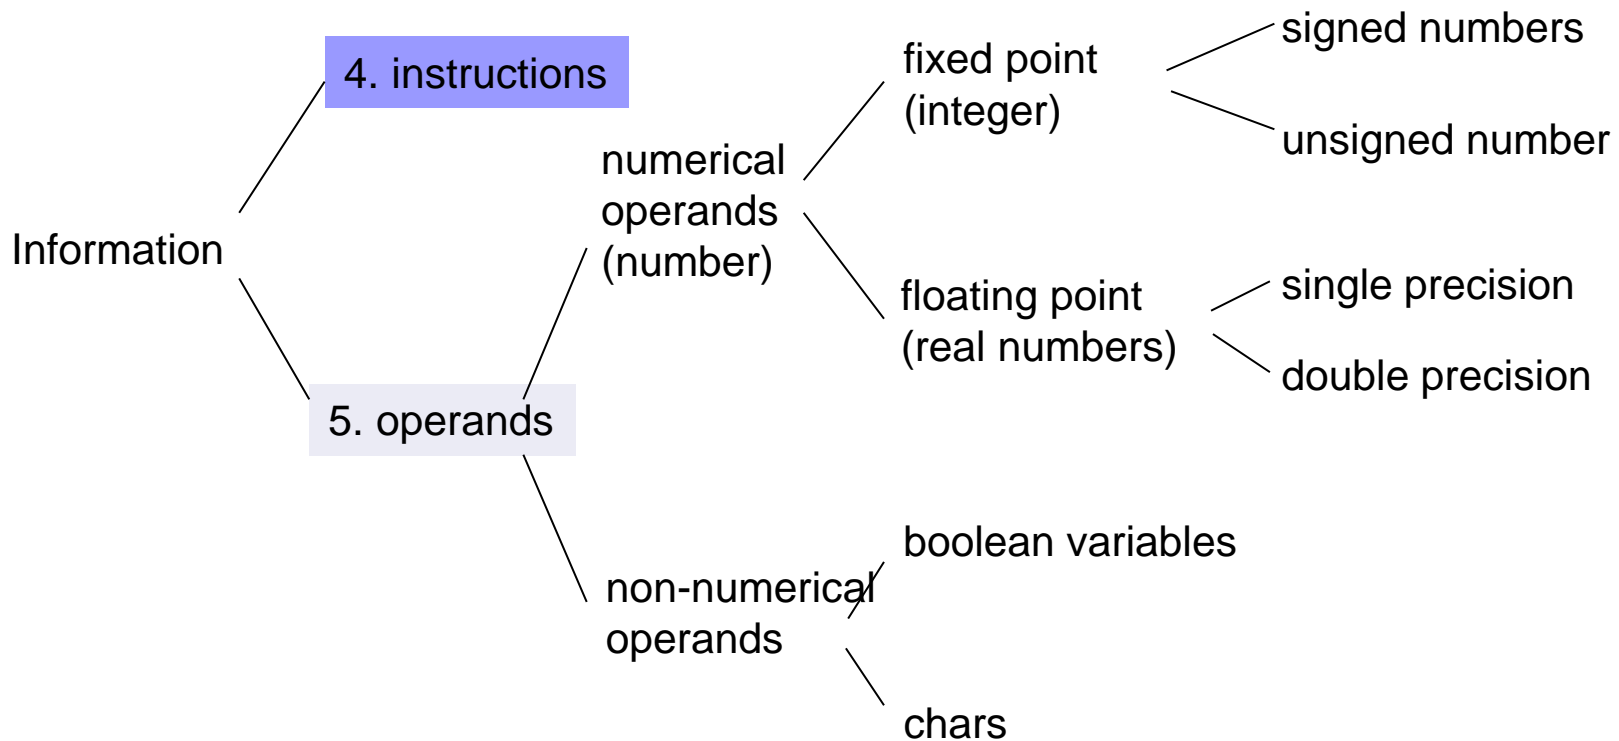 Information
4. instructions
5. operands
numerical
operands
(number)
non-numerical
operands
fixed point
(integer)
floating point
(real numbers)
boolean variables
chars
signed numbers
unsigned number
single precision
double precision